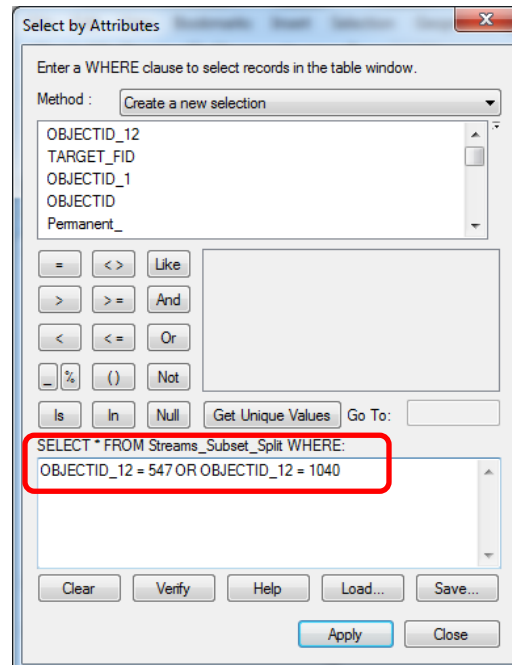 Select by Attributes
Enter a WHERE clause to select records in the table window.
Method : Create a new selection
OBJECTID_12
TARGET_FID
OBJECTID_1
OBJECTID
Permanent_
= < > Like
> > = And
< < = Or
_ % () Not
Is In Null Get Unique Values Go To:
SELECT * FROM Streams_Subset_Split WHERE:
OBJECTID_12 = 547 OR OBJECTID_12 = 1040
Clear Verify Help Load... Save...
Apply Close